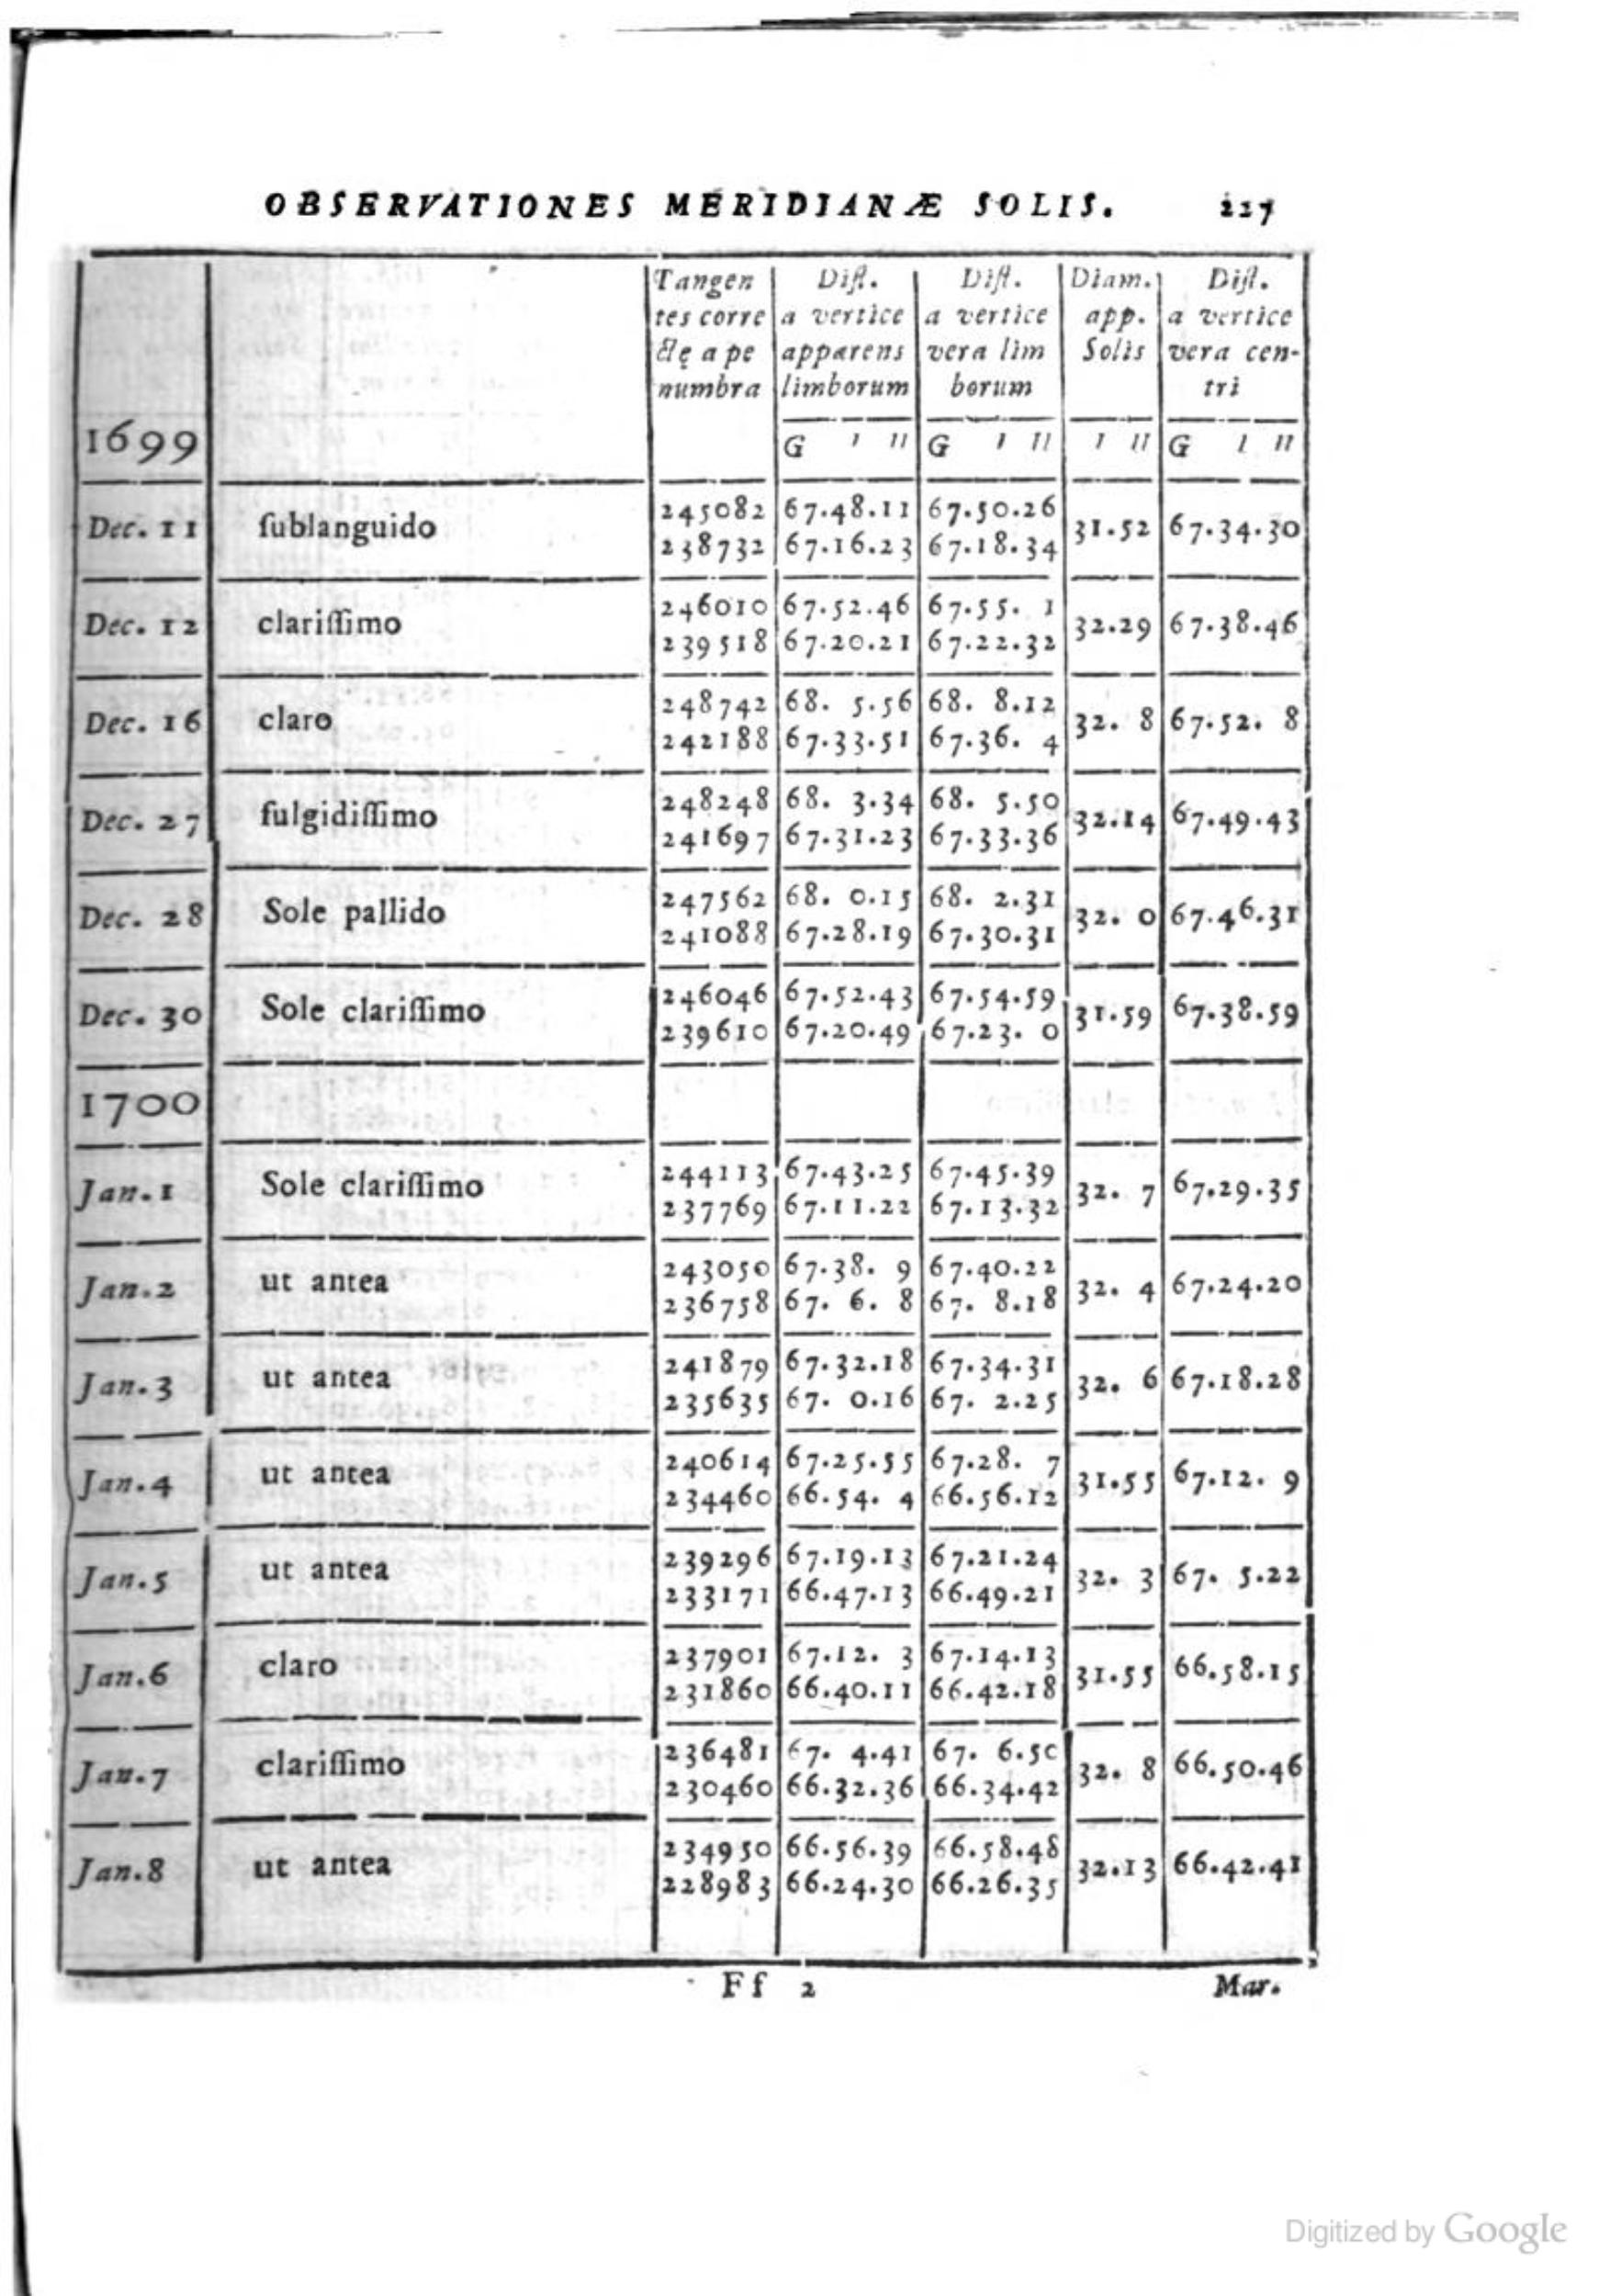 OBSERVATIONES MERIDIANÆ SOLIS. 227
Tangen Diſt. Diſt. Diam. Diſt.
tes corre a vertice a vertice app. a vertice
ctę a pe apparens vera lim Solis vera cen-
numbra limborum borum tri
1699 G I II G I II I II G I II
245082 67.48.11 67.50.26
Dec. 11 ſublanguido 31.52 67.34.30
238732 67.16.23 67.18.34
246010 67.52.46 67.55. 1
Dec. 12 clariſſimo 32.29 67.38.46
239518 67.20.21 67.22.32
248742 68. 5.56 68. 8.12
Dec. 16 claro 32. 8 67.52. 8
242188 67.33.51 67.36. 4
248248 68. 3.34 68. 5.50
Dec. 27 fulgidiſſimo 32.14 67.49.43
241697 67.31.23 67.33.36
247562 68. 0.15 68. 2.31
Dec. 28 Sole pallido 32. 0 67.46.31
241088 67.28.19 67.30.31
246046 67.52.43 67.54.59
Dec. 30 Sole clariſſimo 31.59 67.38.59
239610 67.20.49 67.23. 0
1700
244113 67.43.25 67.45.39
Jan.1 Sole clariſſimo 32. 7 67.29.35
237769 67.11.22 67.13.32
243050 67.38. 9 67.40.22
Jan.2 ut antea 32. 4 67.24.20
236758 67. 6. 8 67. 8.18
241879 67.32.18 67.34.31
Jan.3 ut antea 32. 6 67.18.28
235635 67. 0.16 67. 2.25
240614 67.25.55 67.28. 7
Jan.4 ut antea 31.55 67.12. 9
234460 66.54. 4 66.56.12
239296 67.19.13 67.21.24
Jan.5 ut antea 32. 3 67. 5.22
233171 66.47.13 66.49.21
237901 67.12. 3 67.14.13
Jan.6 claro 31.55 66.58.15
231860 66.40.11 66.42.18
236481 67. 4.41 67. 6.50
Jan.7 clariſſimo 32. 8 66.50.46
230460 66.32.36 66.34.42
234950 66.56.39 66.58.48
Jan.8 ut antea 32.13 66.42.41
228983 66.24.30 66.26.35
Ff 2 Mar.
Digitized by Google